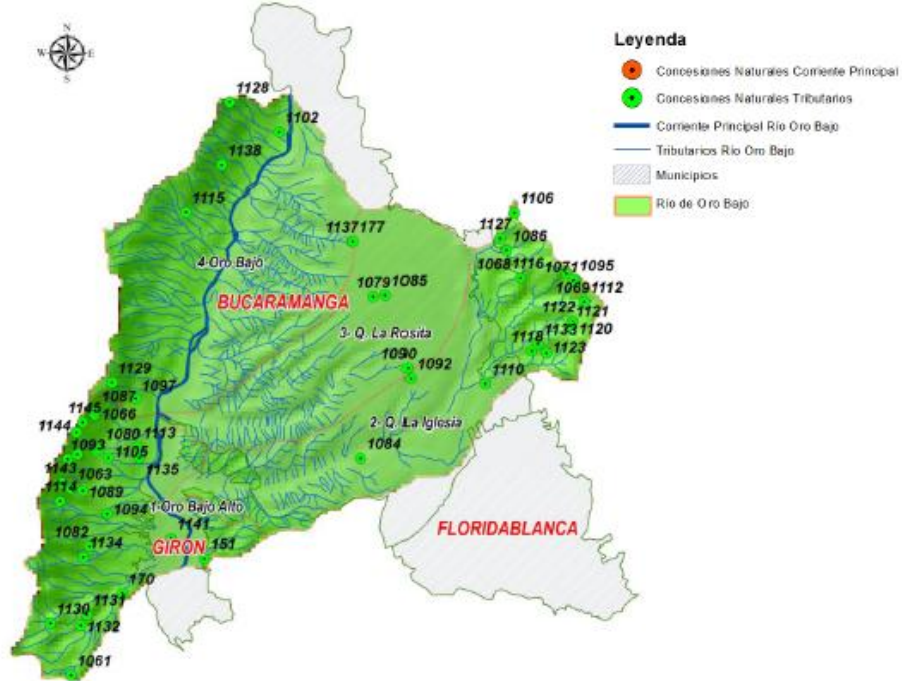 N
W E
S
Leyenda
Concesiones Naturales Corriente Principal
Concesiones Naturales Tributarios
Corriente Principal Río Oro Bajo
Tributarios Río Oro Bajo
Municipios
Río de Oro Bajo
1128
1102
1138
1115
1106
1127
1086
1137 177
1068 1116 1071 1095
4-Oro Bajo
1079 1085
1069 1112
BUCARAMANGA
1122 1121
3- Q. La Rosita
1118 1133 1120
1123
1090
1092
1129
1110
1097
1087
1145 1066
2- Q. La Iglesia
1144
1080 1113
1093 1105
1084
1143 1063
1135
1114 1089
1094 1-Oro Bajo Alto
1082
1141
FLORIDABLANCA
1134
GIRON 151
170
1131
1130
1132
1061